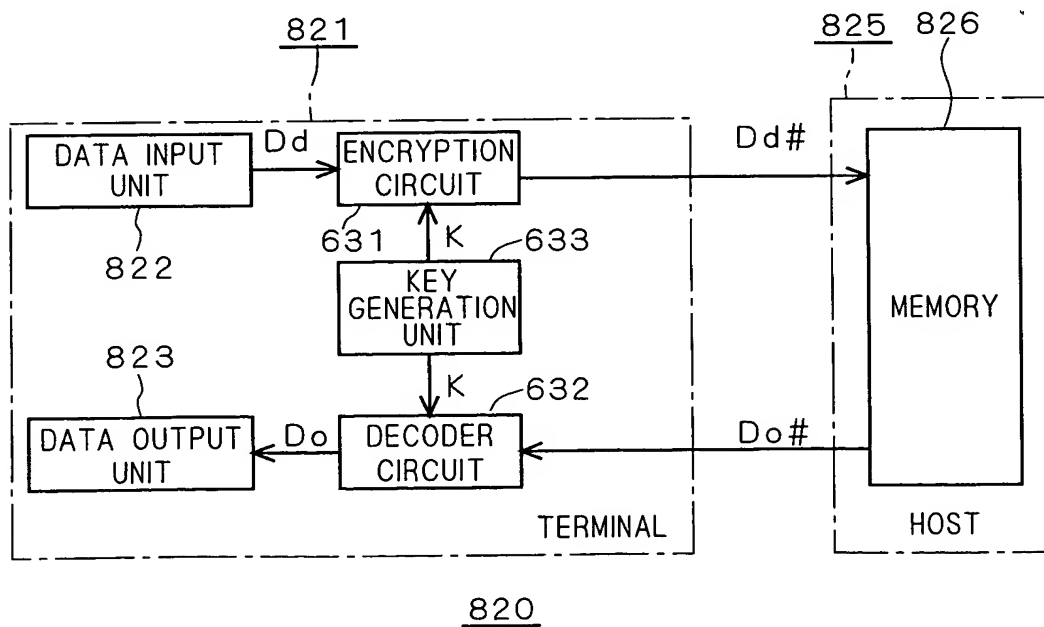 821
825
826
DATA INPUT
UNIT
Dd
ENCRYPTION
CIRCUIT
Dd#
822
631
K
633
KEY
GENERATION
UNIT
MEMORY
823
K
632
DATA OUTPUT
UNIT
Do
DECODER
CIRCUIT
Do#
TERMINAL
HOST
820